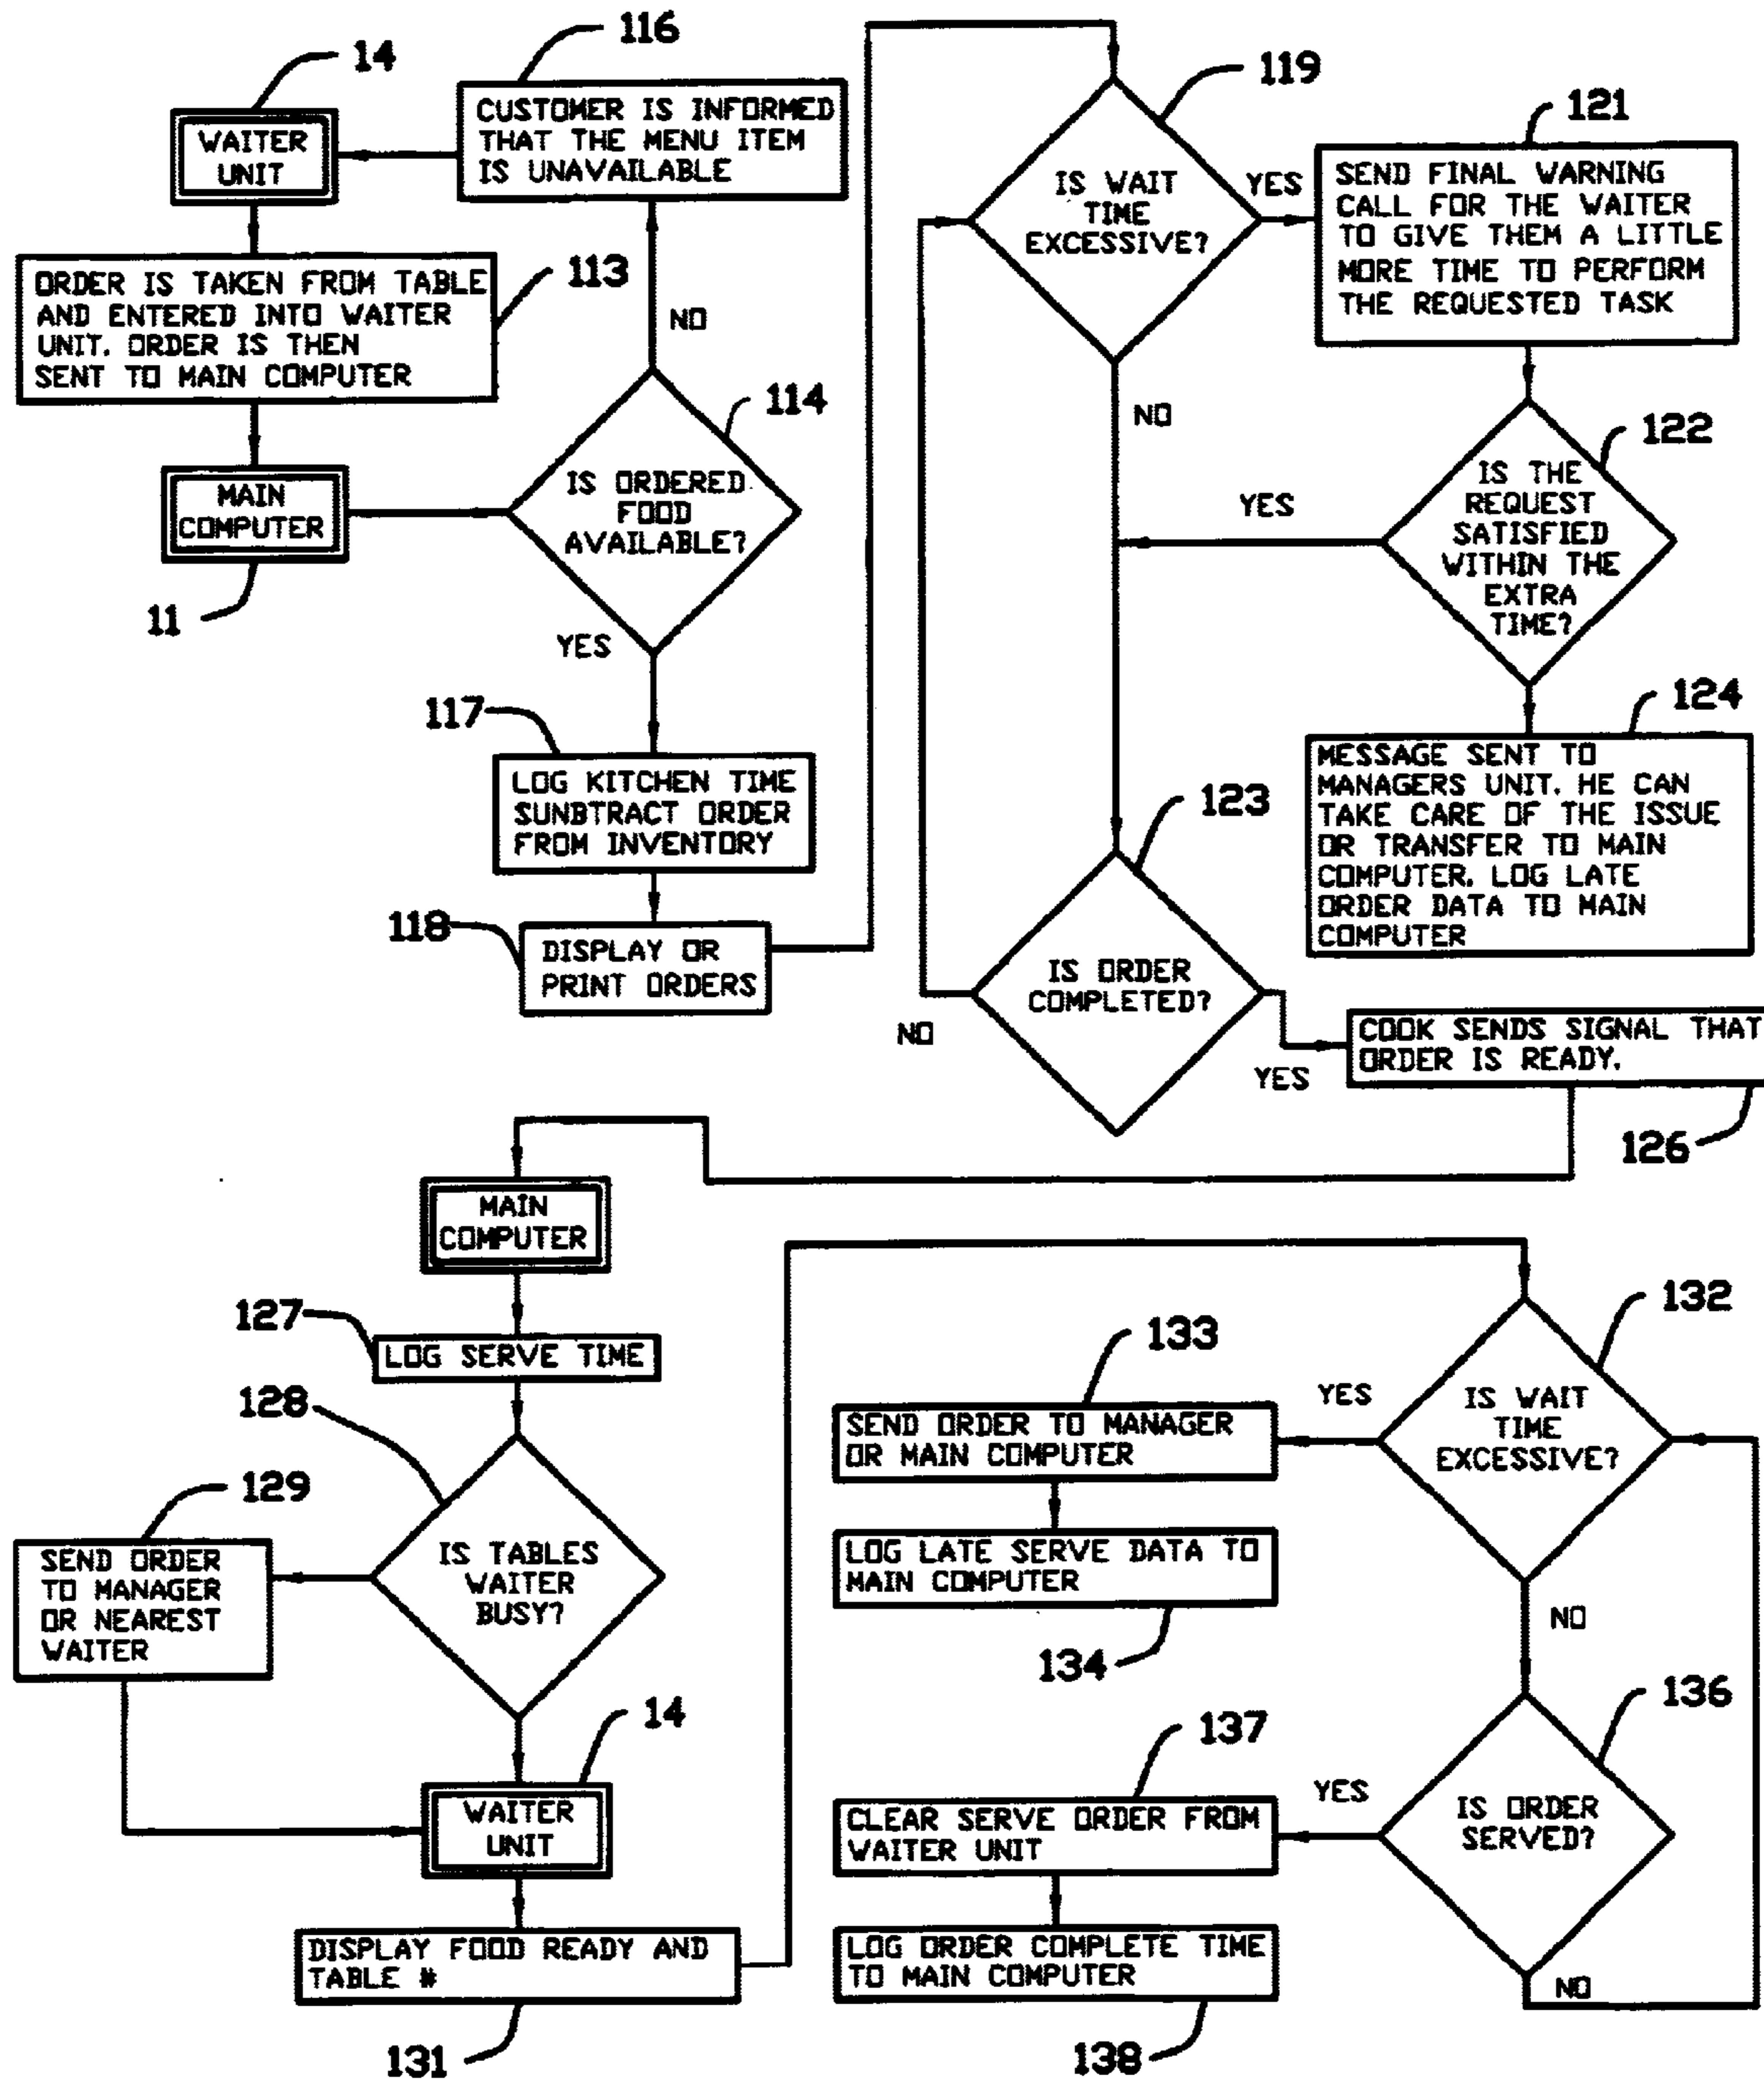 14
WAITER
UNIT
116
CUSTOMER IS INFORMED
THAT THE MENU ITEM
IS UNAVAILABLE
ORDER IS TAKEN FROM TABLE
AND ENTERED INTO WAITER
UNIT. ORDER IS THEN
SENT TO MAIN COMPUTER
113
NO
MAIN
COMPUTER
11
114
IS ORDERED
FOOD
AVAILABLE?
YES
117
LOG KITCHEN TIME
SUNBTRACT ORDER
FROM INVENTORY
118
DISPLAY OR
PRINT ORDERS
119
IS WAIT
TIME
EXCESSIVE?
YES
NO
121
SEND FINAL WARNING
CALL FOR THE WAITER
TO GIVE THEM A LITTLE
MORE TIME TO PERFORM
THE REQUESTED TASK
122
IS THE
REQUEST
SATISFIED
WITHIN THE
EXTRA
TIME?
YES
124
MESSAGE SENT TO
MANAGERS UNIT. HE CAN
TAKE CARE OF THE ISSUE
OR TRANSFER TO MAIN
COMPUTER. LOG LATE
ORDER DATA TO MAIN
COMPUTER
123
IS ORDER
COMPLETED?
NO
YES
COOK SENDS SIGNAL THAT
ORDER IS READY.
126
MAIN
COMPUTER
127
LOG SERVE TIME
128
IS TABLES
WAITER
BUSY?
129
SEND ORDER
TO MANAGER
OR NEAREST
WAITER
14
WAITER
UNIT
DISPLAY FOOD READY AND
TABLE #
131
132
IS WAIT
TIME
EXCESSIVE?
YES
NO
133
SEND ORDER TO MANAGER
OR MAIN COMPUTER
LOG LATE SERVE DATA TO
MAIN COMPUTER
134
136
IS ORDER
SERVED?
YES
NO
137
CLEAR SERVE ORDER FROM
WAITER UNIT
LOG ORDER COMPLETE TIME
TO MAIN COMPUTER
138